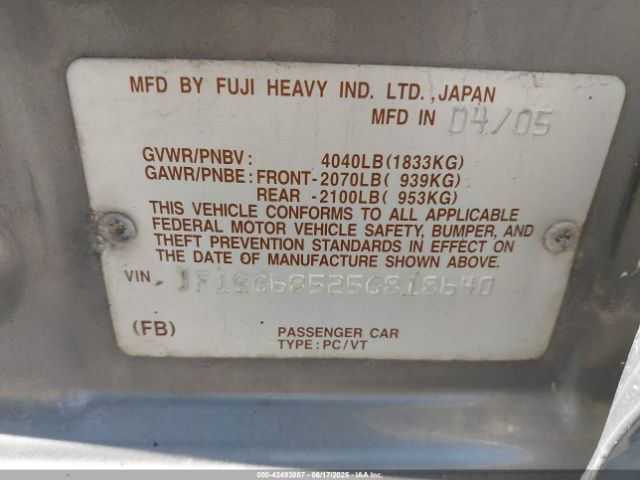 MFD BY FUJI HEAVY IND. LTD., JAPAN
MFD IN 04/05
GVWR/PNBV: 4040LB(1833KG)
GAWR/PNBE: FRONT-2070LB( 939KG)
REAR -2100LB( 953KG)
THIS VEHICLE CONFORMS TO ALL APPLICABLE
FEDERAL MOTOR VEHICLE SAFETY, BUMPER, AND
THEFT PREVENTION STANDARDS IN EFFECT ON
THE DATE OF MANUFACTURE SHOWN ABOVE.
VIN
(FB) PASSENGER CAR
TYPE: PC/VT
000-42493857 - 06/17/2025 - IAA Inc.